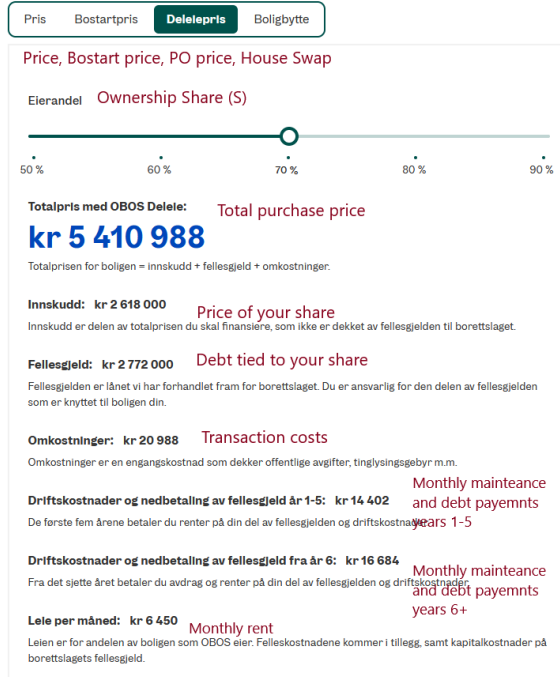 Pris Bostartpris Delelepris Boligbytte
Price, Bostart price, PO price, House Swap
Eierandel Ownership Share (S)
50 % 60 % 70 % 80 % 90 %
Totalpris med OBOS Delele: Total purchase price
kr 5 410 988
Totalprisen for boligen = innskudd + fellesgjeld + omkostninger.
Innskudd: kr 2 618 000
Price of your share
Innskudd er delen av totalprisen du skal finansiere, som ikke er dekket av fellesgjelden til borettslaget.
Fellesgjeld: kr 2 772 000 Debt tied to your share
Fellesgjelden er lånet vi har forhandlet fram for borettslaget. Du er ansvarlig for den delen av fellesgjelden
som er knyttet til boligen din.
Omkostninger: kr 20 988 Transaction costs
Omkostninger er en engangskostnad som dekker offentlige avgifter, tinglysingsgebyr m.m.
Driftskostnader og nedbetaling av fellesgjeld år 1-5: kr 14 402
De første fem årene betaler du renter på din del av fellesgjelden og driftskostnader.
Monthly mainteance
and debt payemnts
years 1-5
Driftskostnader og nedbetaling av fellesgjeld fra år 6: kr 16 684
Fra det sjette året betaler du avdrag og renter på din del av fellesgjelden og driftskostnader.
Monthly mainteance
and debt payemnts
years 6+
Leie per måned: kr 6 450
Monthly rent
Leien er for andelen av boligen som OBOS eier. Felleskostnadene kommer i tillegg, samt kapitalkostnader på
borettslagets fellesgjeld.